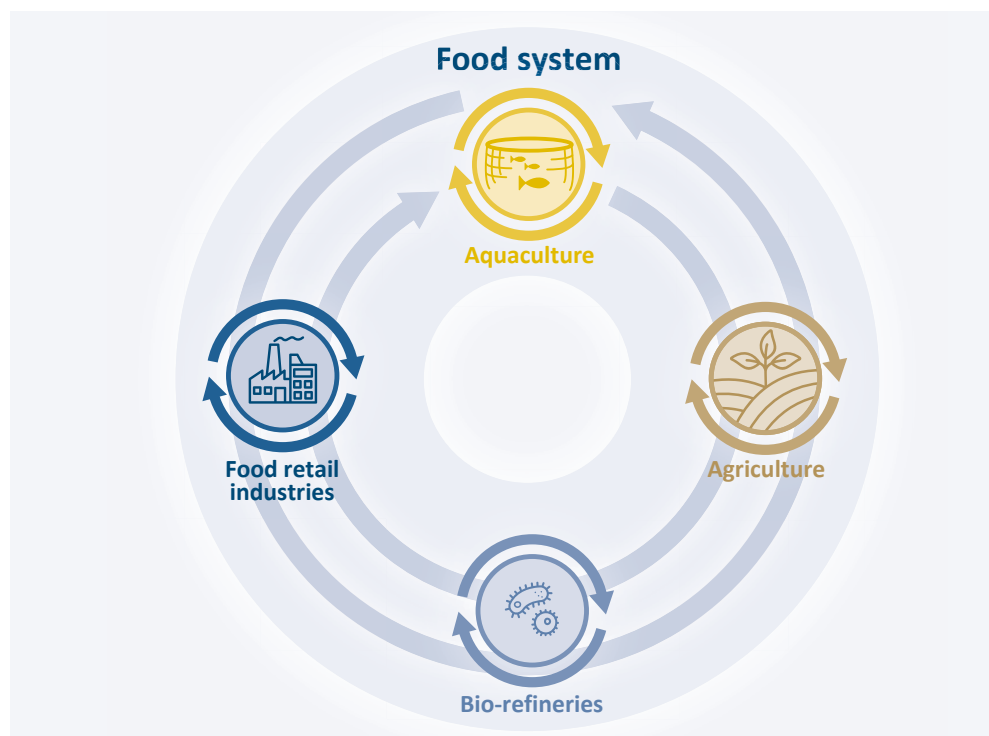 Food system
Aquaculture
Food retail
industries
Agriculture
Bio-refineries